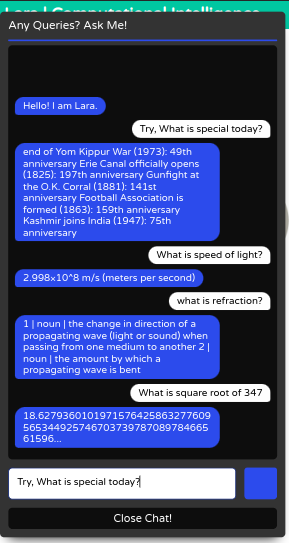 Lara | Computational Intelligence
Any Queries? Ask Me!
Hello! I am Lara.
Try, What is special today?
end of Yom Kippur War (1973): 49th
anniversary Erie Canal officially opens
(1825): 197th anniversary Gunfight at
the O.K. Corral (1881): 141st
anniversary Football Association is
formed (1863): 159th anniversary
Kashmir joins India (1947): 75th
anniversary
What is speed of light?
2.998×10^8 m/s (meters per second)
what is refraction?
1 | noun | the change in direction of a
propagating wave (light or sound) when
passing from one medium to another 2 |
noun | the amount by which a
propagating wave is bent
What is square root of 347
18.6279360101971576425863277609
5653449257467037397870897846​65
61596...
Try, What is special today?
Close Chat!